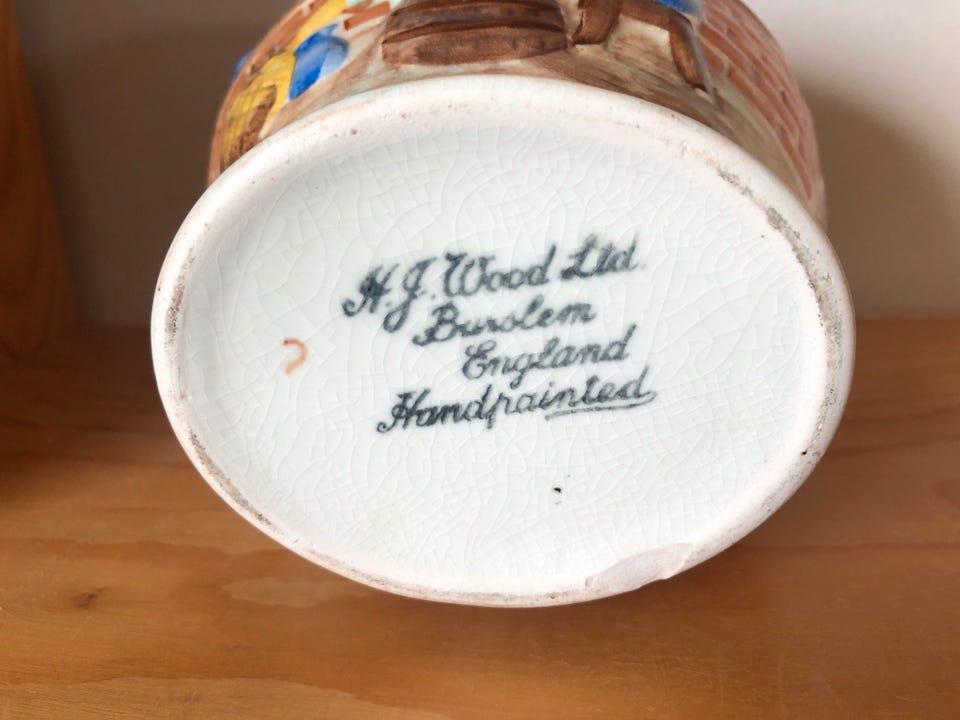 H.J. Wood Ltd.
Burslem
England
Handpainted